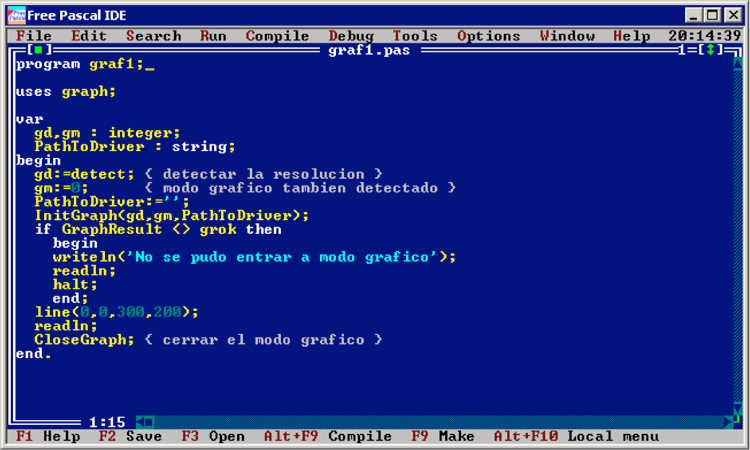 Free Pascal IDE
File Edit Search Run Compile Debug Tools Options Window Help 20:14:39
graf1.pas 1
program graf1;_
uses graph;
var
gd,gm : integer;
PathToDriver : string;
begin
gd:=detect; { detectar la resolucion }
gm:=0; { modo grafico tambien detectado }
PathToDriver:='';
InitGraph(gd,gm,PathToDriver);
if GraphResult <> grok then
begin
writeln('No se pudo entrar a modo grafico');
readln;
halt;
end;
line(0,0,300,200);
readln;
CloseGraph; { cerrar el modo grafico }
end.
1:15
F1 Help F2 Save F3 Open Alt+F9 Compile F9 Make Alt+F10 Local menu